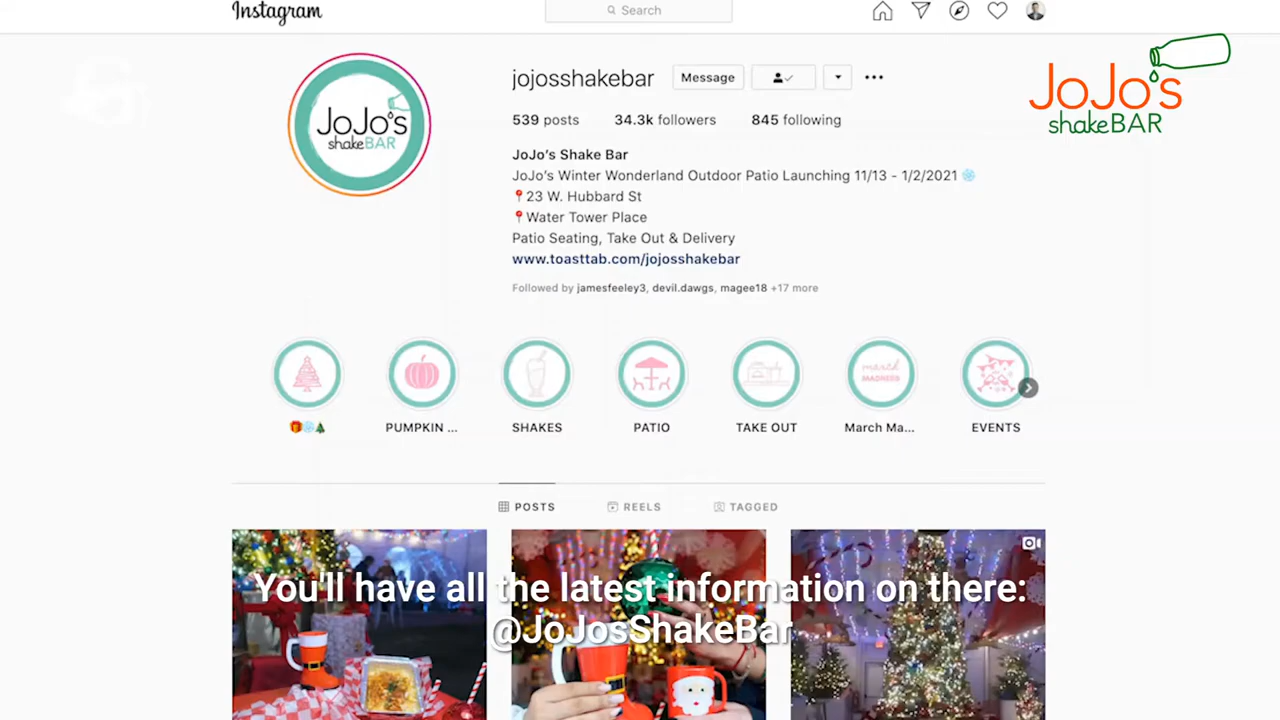 Instagram
Search
JoJo's
shakeBAR
JoJo's
shakeBAR
jojosshakebar
Message
539 posts 34.3k followers 845 following
JoJo's Shake Bar
JoJo's Winter Wonderland Outdoor Patio Launching 11/13 - 1/2/2021
23 W. Hubbard St
Water Tower Place
Patio Seating, Take Out & Delivery
www.toasttab.com/jojosshakebar
Followed by jamesfeeley3, devil.dawgs, magee18 +17 more
march
MADNESS
PUMPKIN ... SHAKES PATIO TAKE OUT March Ma... EVENTS
POSTS REELS TAGGED
You'll have all the latest information on there:
@JoJosShakeBar